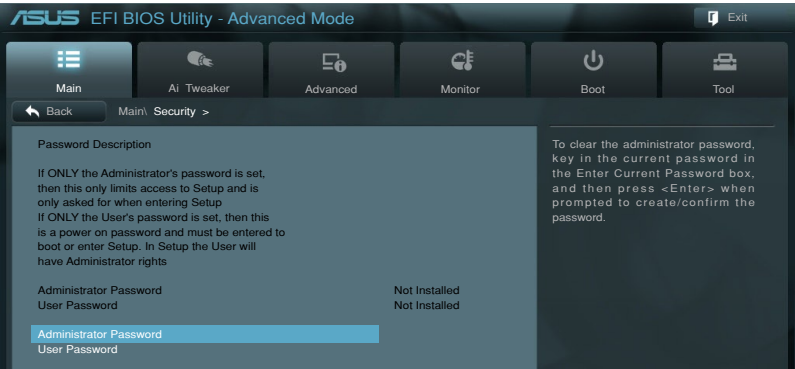 ASUS EFI BIOS Utility - Advanced Mode
Exit
Main
Ai Tweaker
Advanced
Monitor
Boot
Tool
Back
Main\ Security >
Password Description
If ONLY the Administrator's password is set,
then this only limits access to Setup and is
only asked for when entering Setup
If ONLY the User's password is set, then this
is a power on password and must be entered to
boot or enter Setup. In Setup the User will
have Administrator rights
Administrator Password Not Installed
User Password Not Installed
Administrator Password
User Password
To clear the administrator password,
key in the current password in
the Enter Current Password box,
and then press <Enter> when
prompted to create/confirm the
password.